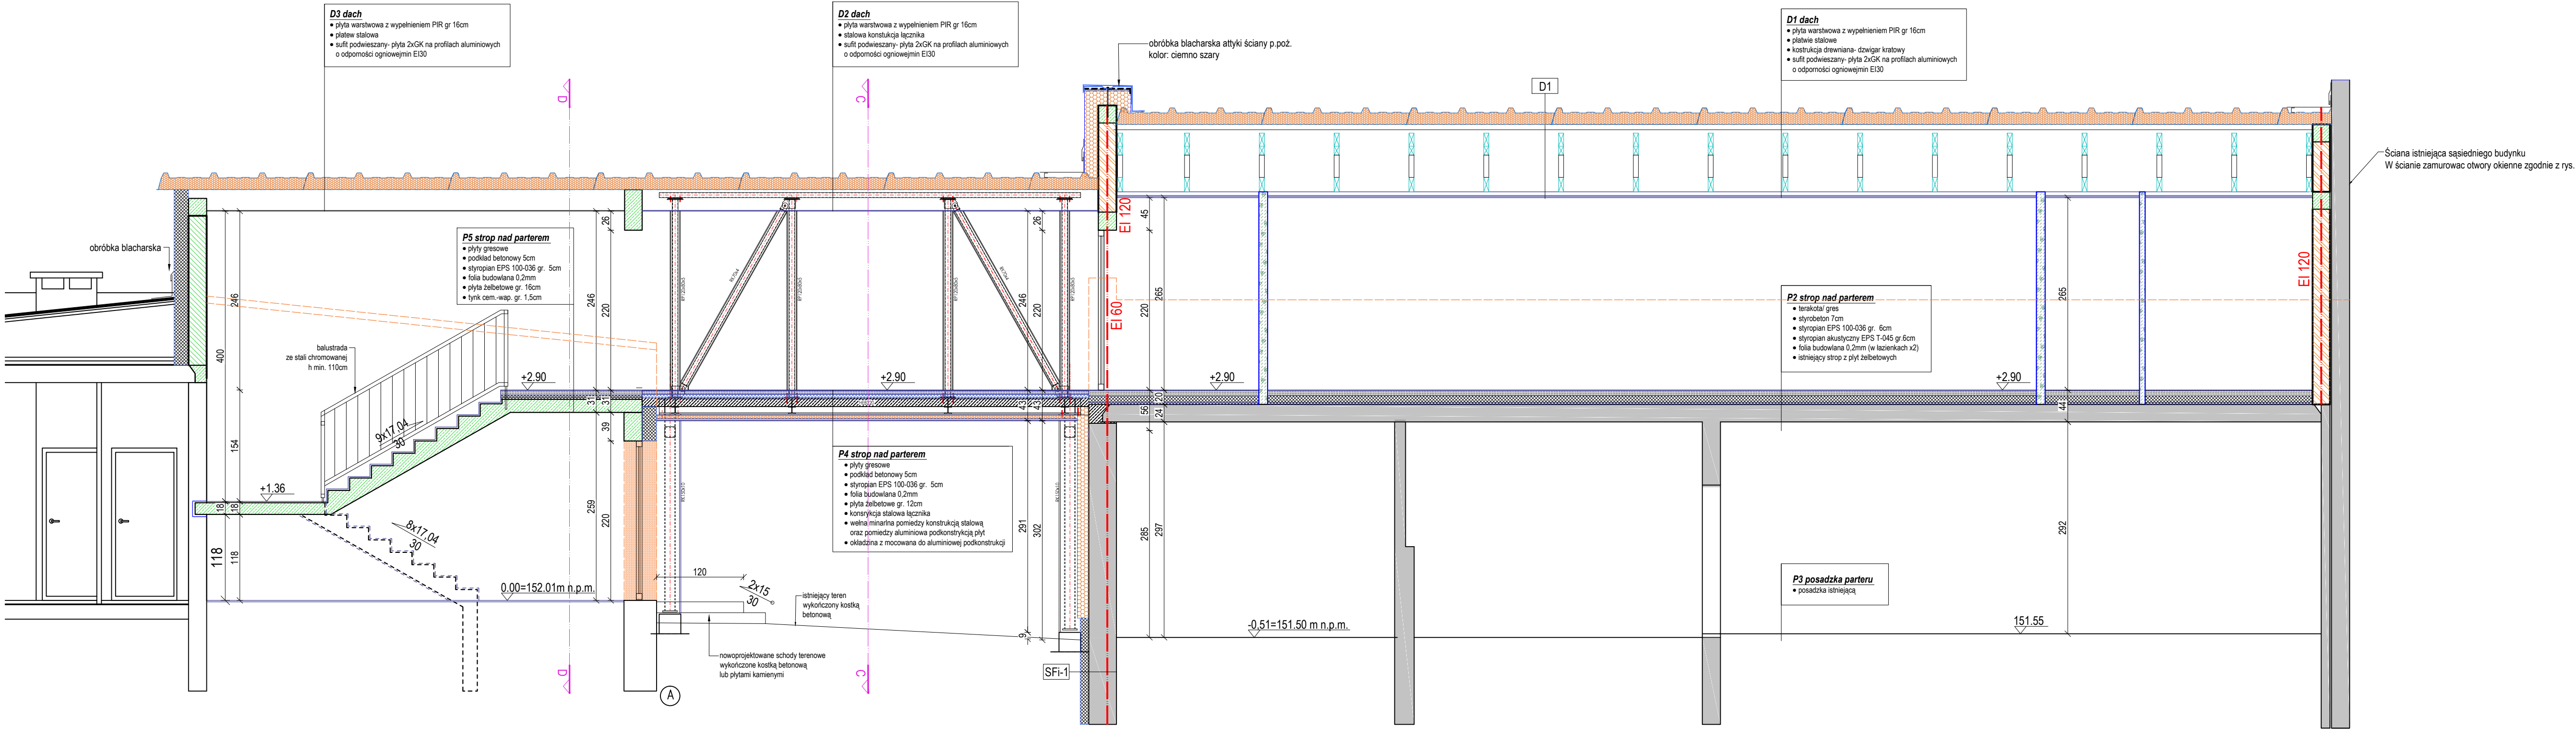 D3 dach
• płyta warstwowa z wypełnieniem PIR gr 16cm
• płatew stalowa
• sufit podwieszany- płyta 2xGK na profilach aluminiowych
o odporności ogniowejmin EI30
D2 dach
• płyta warstwowa z wypełnieniem PIR gr 16cm
• stalowa konstukcja łącznika
• sufit podwieszany- płyta 2xGK na profilach aluminiowych
o odporności ogniowejmin EI30
obróbka blacharska attyki ściany p.poż.
kolor: ciemno szary
D1 dach
• płyta warstwowa z wypełnieniem PIR gr 16cm
• płatwie stalowe
• kostrukcja drewniana- dzwigar kratowy
• sufit podwieszany- płyta 2xGK na profilach aluminiowych
o odporności ogniowejmin EI30
D
C
D1
Ściana istniejąca sąsiedniego budynku
W ścianie zamurowac otwory okienne zgodnie z rys.
obróbka blacharska
P5 strop nad parterem
• płyty gresowe
• podkład betonowy 5cm
• styropian EPS 100-036 gr. 5cm
• folia budowlana 0,2mm
• płyta żelbetowe gr. 16cm
• tynk cem.-wap. gr. 1,5cm
balustrada
ze stali chromowanej
h min. 110cm
P2 strop nad parterem
• terakota/ gres
• styrobeton 7cm
• styropian EPS 100-036 gr. 6cm
• styropian akustyczny EPS T-045 gr.6cm
• folia budowlana 0,2mm (w łazienkach x2)
• istniejący strop z płyt żelbetowych
EI 120
EI 60
EI 120
26
26
45
246
246
220
246
220
220
265
265
400
+2.90
+2.90
+2.90
+2.90
31
31
43
43
56
20
24
44
39
154
9x17,04
30
+1.36
18
18
118
118
8x17,04
30
259
220
P4 strop nad parterem
• płyty gresowe
• podkład betonowy 5cm
• styropian EPS 100-036 gr. 5cm
• folia budowlana 0,2mm
• płyta żelbetowe gr. 12cm
• konsrykcja stalowa łącznika
• wełna minarlna pomiedzy konstrukcją stalową
oraz pomiedzy aluminiowa podkonstrykcją płyt
• okładzina z mocowana do aluminiowej podkonstrukcji
291
302
285
297
292
0.00=152.01m n.p.m.
120
2x15
30
istniejący teren
wykończony kostką
betonową
9
P3 posadzka parteru
• posadzka istniejącą
-0,51=151.50 m n.p.m.
151.55
nowoprojektowane schody terenowe
wykończone kostką betonową
lub płytami kamienymi
SFi-1
D
C
A